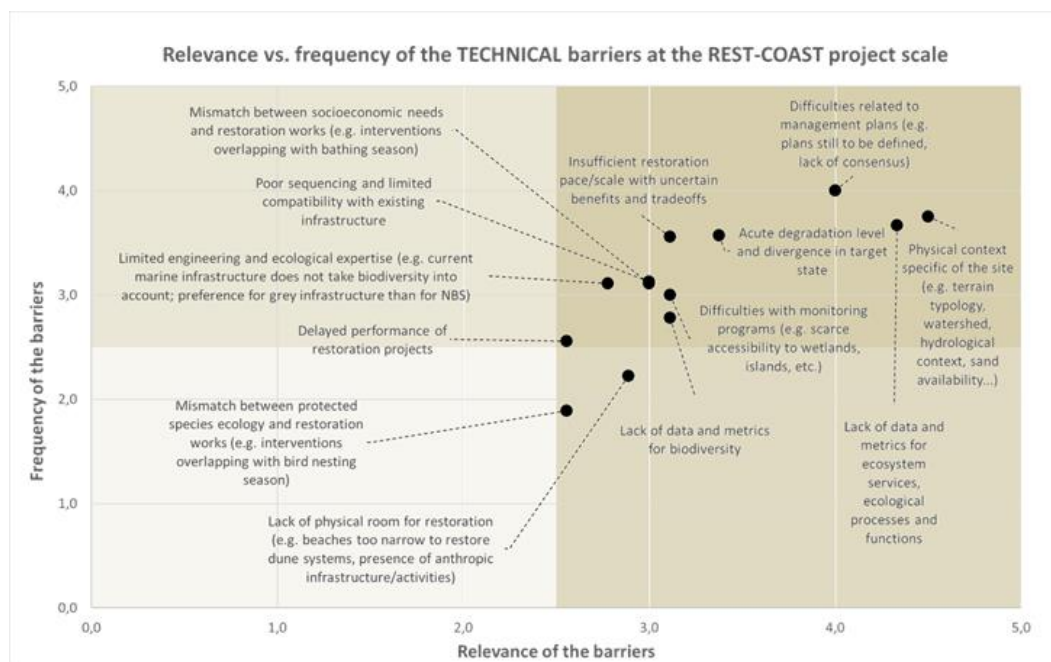 Relevance vs. frequency of the TECHNICAL barriers at the REST-COAST project scale
5,0
4,0
3,0
2,0
1,0
0,0
Frequency of the barriers
Mismatch between socioeconomic needs
and restoration works (e.g. interventions
overlapping with bathing season)
Poor sequencing and limited
compatibility with existing
infrastructure
Limited engineering and ecological expertise (e.g. current
marine infrastructure does not take biodiversity into
account; preference for grey infrastructure than for NBS)
Delayed performance of
restoration projects
Mismatch between protected
species ecology and restoration
works (e.g. interventions
overlapping with bird nesting
season)
Lack of physical room for restoration
(e.g. beaches too narrow to restore
dune systems, presence of anthropic
infrastructure/activities)
Insufficient restoration
pace/scale with uncertain
benefits and tradeoffs
Difficulties related to
management plans (e.g.
plans still to be defined,
lack of consensus)
Acute degradation level
and divergence in target
state
Physical context
specific of the site
(e.g. terrain
typology,
watershed,
hydrological
context, sand
availability...)
Difficulties with monitoring
programs (e.g. scarce
accessibility to wetlands,
islands, etc.)
Lack of data and metrics
for biodiversity
Lack of data and
metrics for
ecosystem
services,
ecological
processes and
functions
0,0
1,0
2,0
3,0
4,0
5,0
Relevance of the barriers